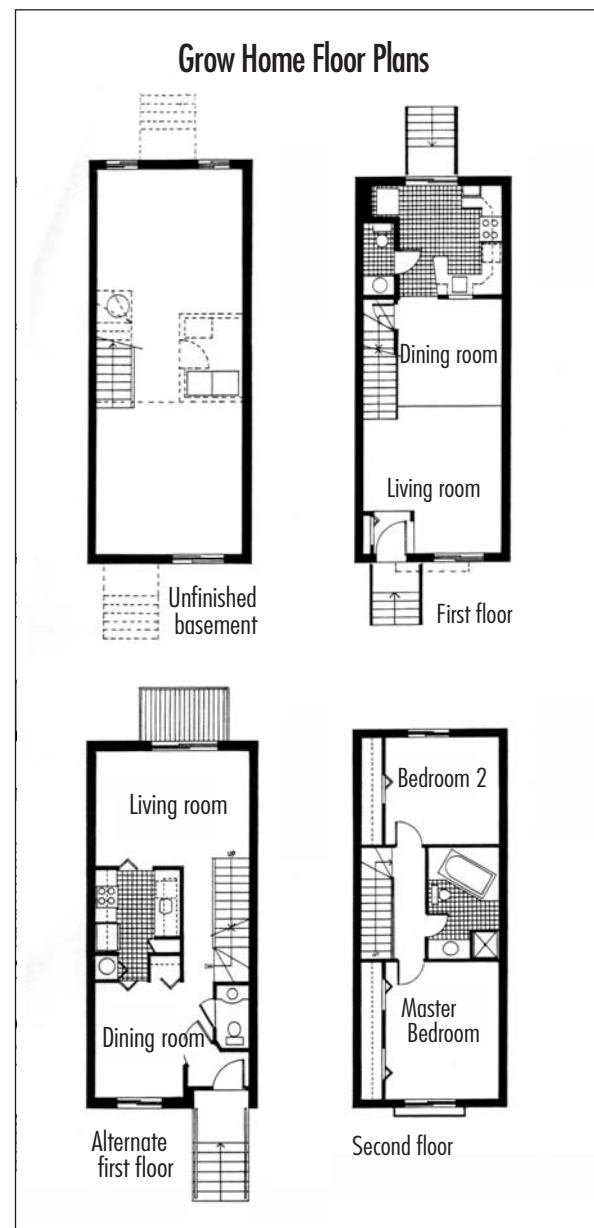 Grow Home Floor Plans
Unfinished
basement
Dining room
Living room
First floor
Living room
Dining room
Alternate
first floor
Bedroom 2
Master
Bedroom
Second floor